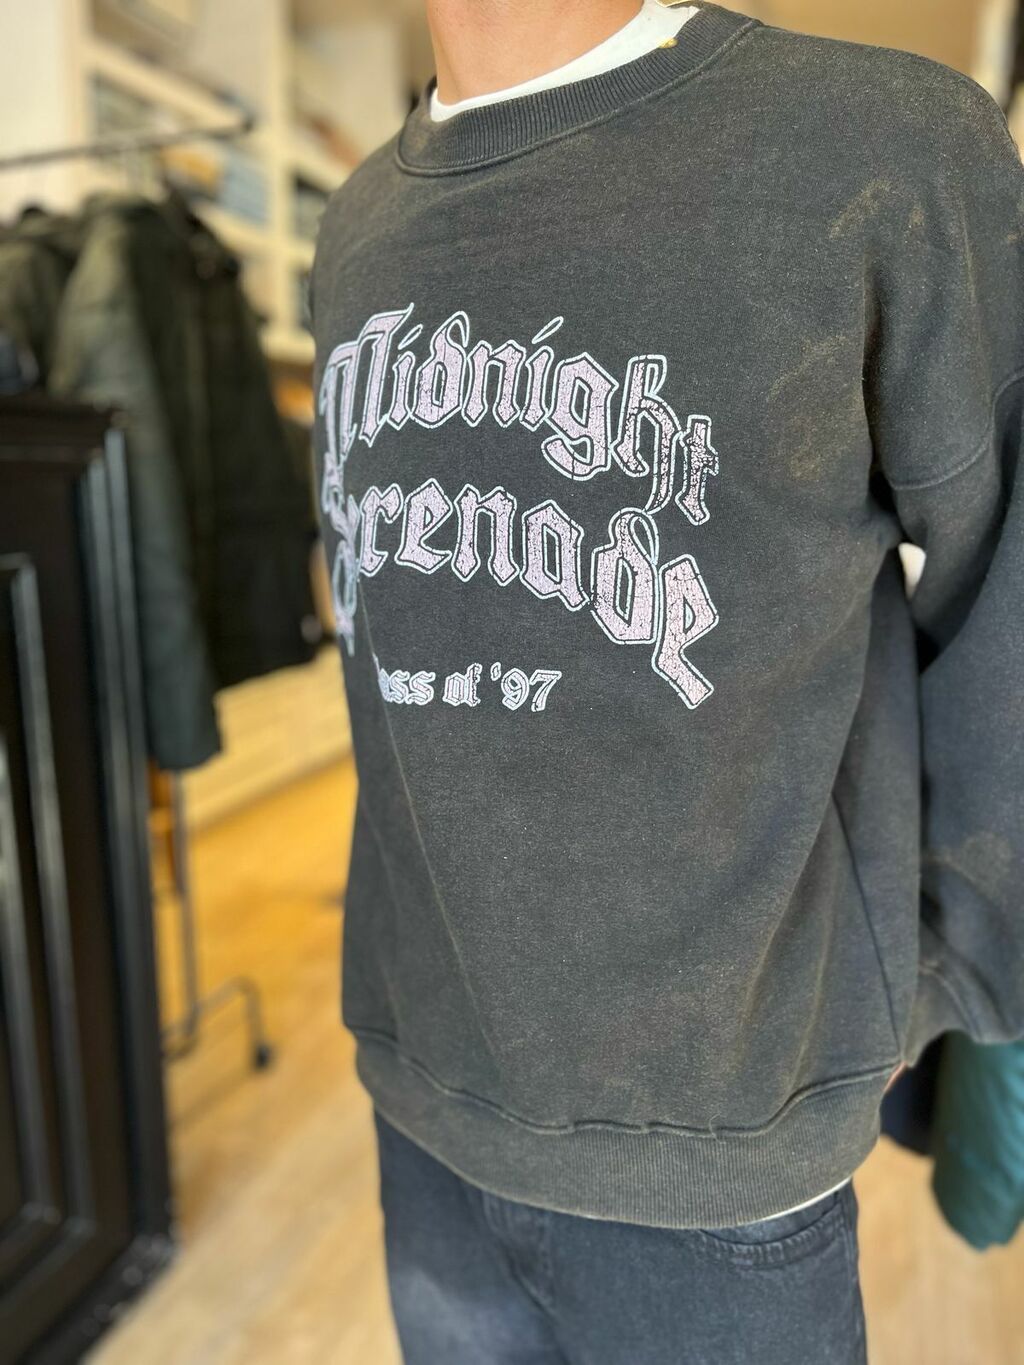 Midnight
Serenade
Class of '97